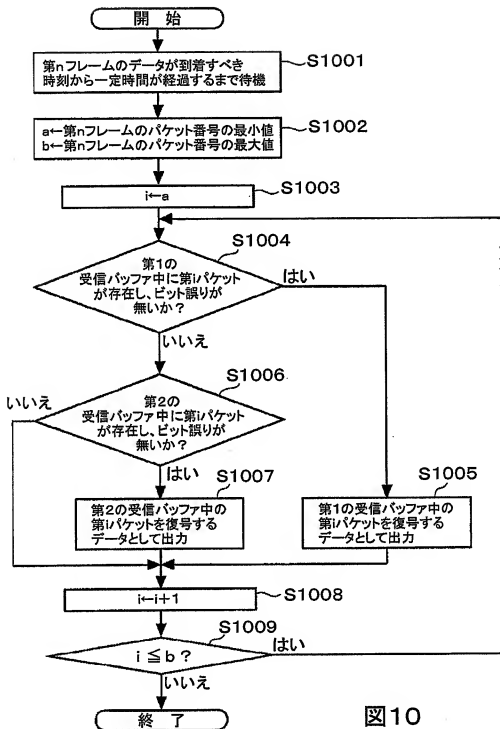 開 始
第nフレームのデータが到着すべき
時刻から一定時間が経過するまで待機
S1001
a←第nフレームのパケット番号の最小値
b←第nフレームのパケット番号の最大値
S1002
i←a
S1003
S1004
第1の
受信バッファ中に第iパケット
が存在し、ビット誤りが
無いか？
はい
いいえ
S1006
いいえ
第2の
受信バッファ中に第iパケット
が存在し、ビット誤りが
無いか？
はい
S1007
第2の受信バッファ中の
第iパケットを復号する
データとして出力
S1005
第1の受信バッファ中の
第iパケットを復号する
データとして出力
i←i+1
S1008
S1009
i ≦ b ?
はい
いいえ
終 了
図10